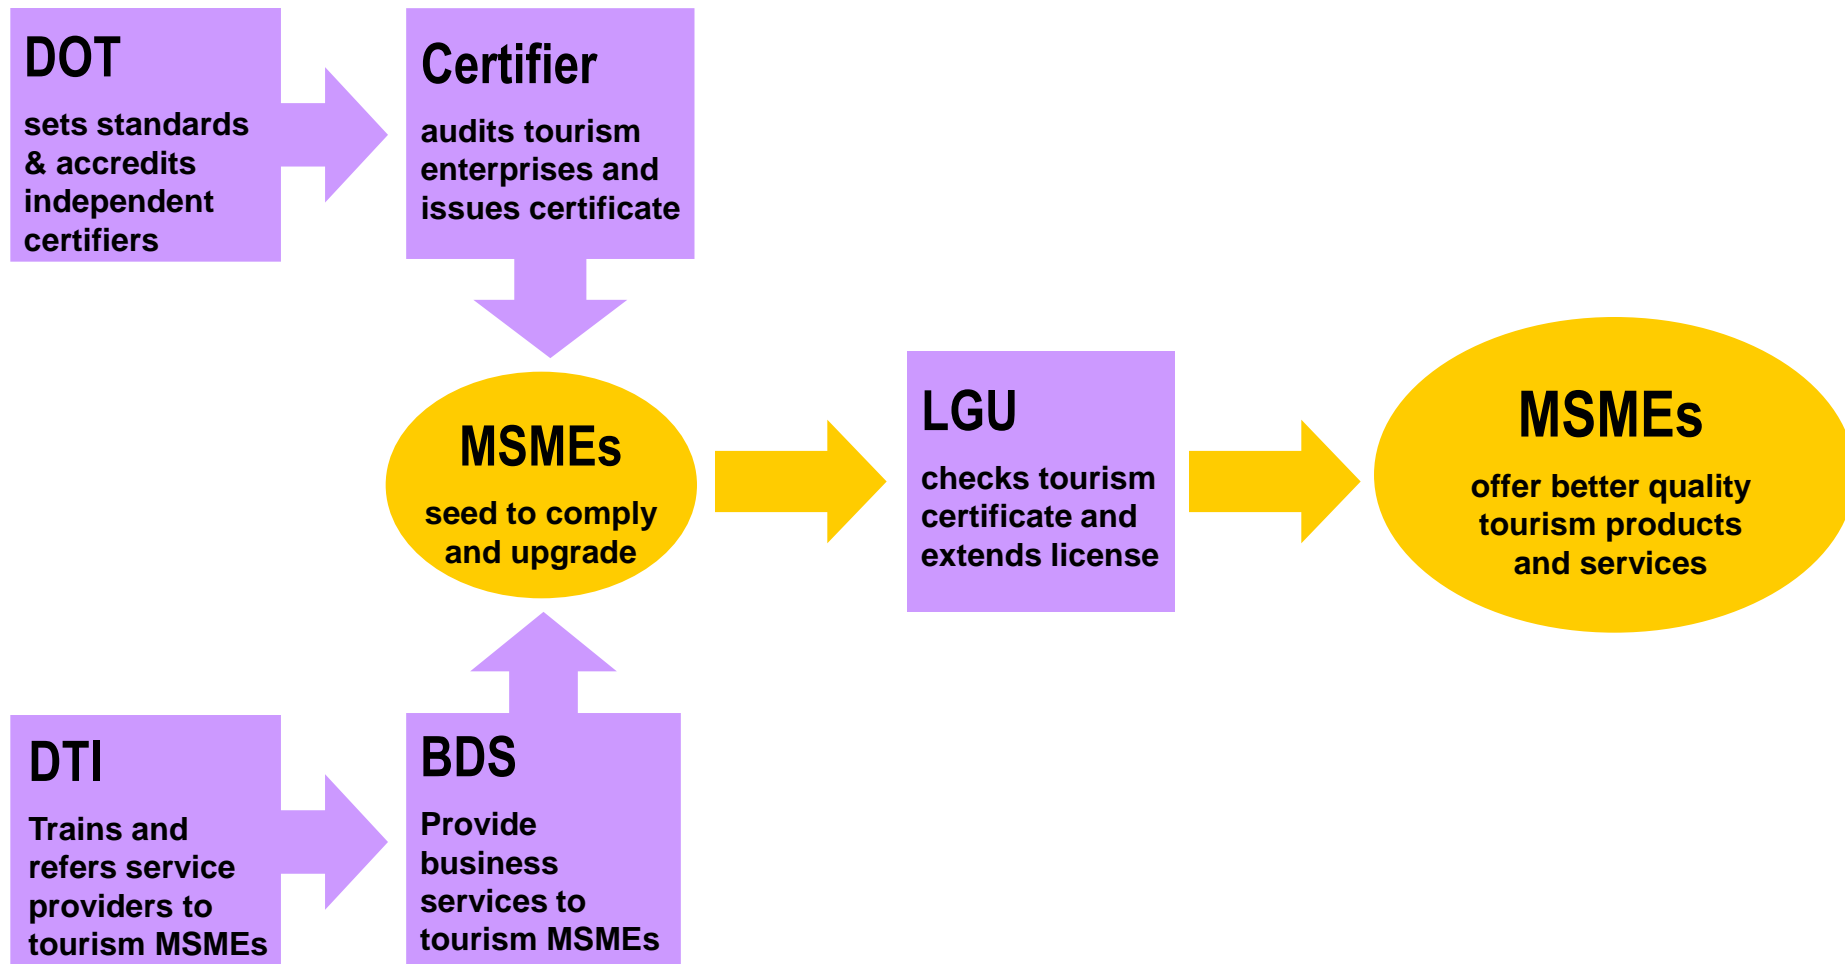 DOT
sets standards
& accredits
independent
certifiers
Certifier
audits tourism
enterprises and
issues certificate
MSMEs
seed to comply
and upgrade
LGU
checks tourism
certificate and
extends license
MSMEs
offer better quality
tourism products
and services
DTI
Trains and
refers service
providers to
tourism MSMEs
BDS
Provide
business
services to
tourism MSMEs